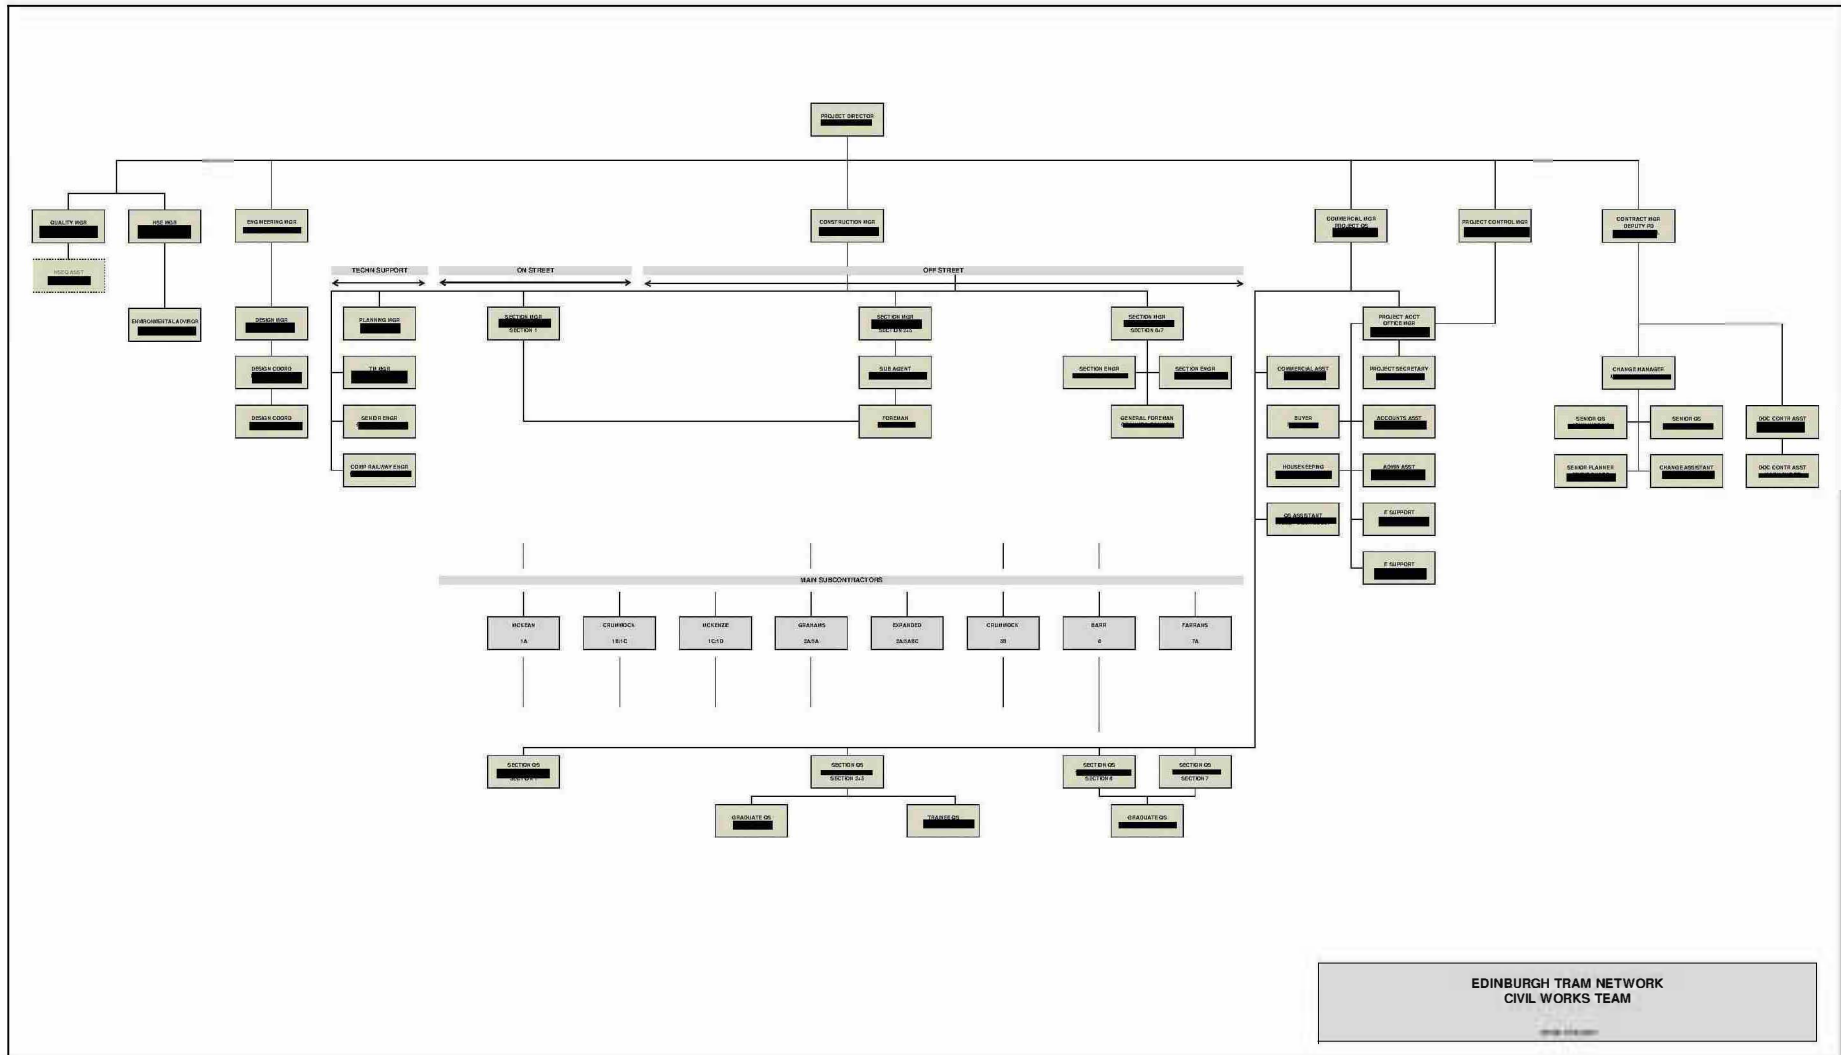 PROJECT DIRECTOR
QUALITY MGR
HSE MGR
ENGINEERING MGR
CONSTRUCTION MGR
COMMERCIAL MGR
PROJECT QS
PROJECT CONTROL MGR
CONTRACT MGR
DEPUTY PD
HSEQ ASST
TECHN SUPPORT
ON STREET
OFF STREET
ENVIRONMENTAL ADVISOR
DESIGN MGR
PLANNING MGR
SECTION MGR
SECTION 1
SECTION MGR
SECTION MGR
PROJECT ACCT
OFFICE MGR
DESIGN COORD
TM MGR
SUB AGENT
SECTION ENGR
SECTION ENGR
COMMERCIAL ASST
PROJECT SECRETARY
CHANGE MANAGER
DESIGN COORD
SENIOR ENGR
FOREMAN
GENERAL FOREMAN
BUYER
ACCOUNTS ASST
SENIOR QS
SENIOR QS
DOC CONTR ASST
COMP RAILWAY ENGR
HOUSEKEEPING
ADMIN ASST
SENIOR PLANNER
CHANGE ASSISTANT
DOC CONTR ASST
QS ASSISTANT
IT SUPPORT
IT SUPPORT
MAIN SUBCONTRACTORS
MCKEAN
1A
CRUMMOCK
1B/1C
MCKENZIE
1C/1D
GRAHAMS
EXPANDED
CRUMMOCK
BARR
6
FARRANS
7A
SECTION QS
SECTION QS
SECTION QS
SECTION 6
SECTION QS
SECTION 7
GRADUATE QS
TRAINEE QS
GRADUATE QS
EDINBURGH TRAM NETWORK
CIVIL WORKS TEAM